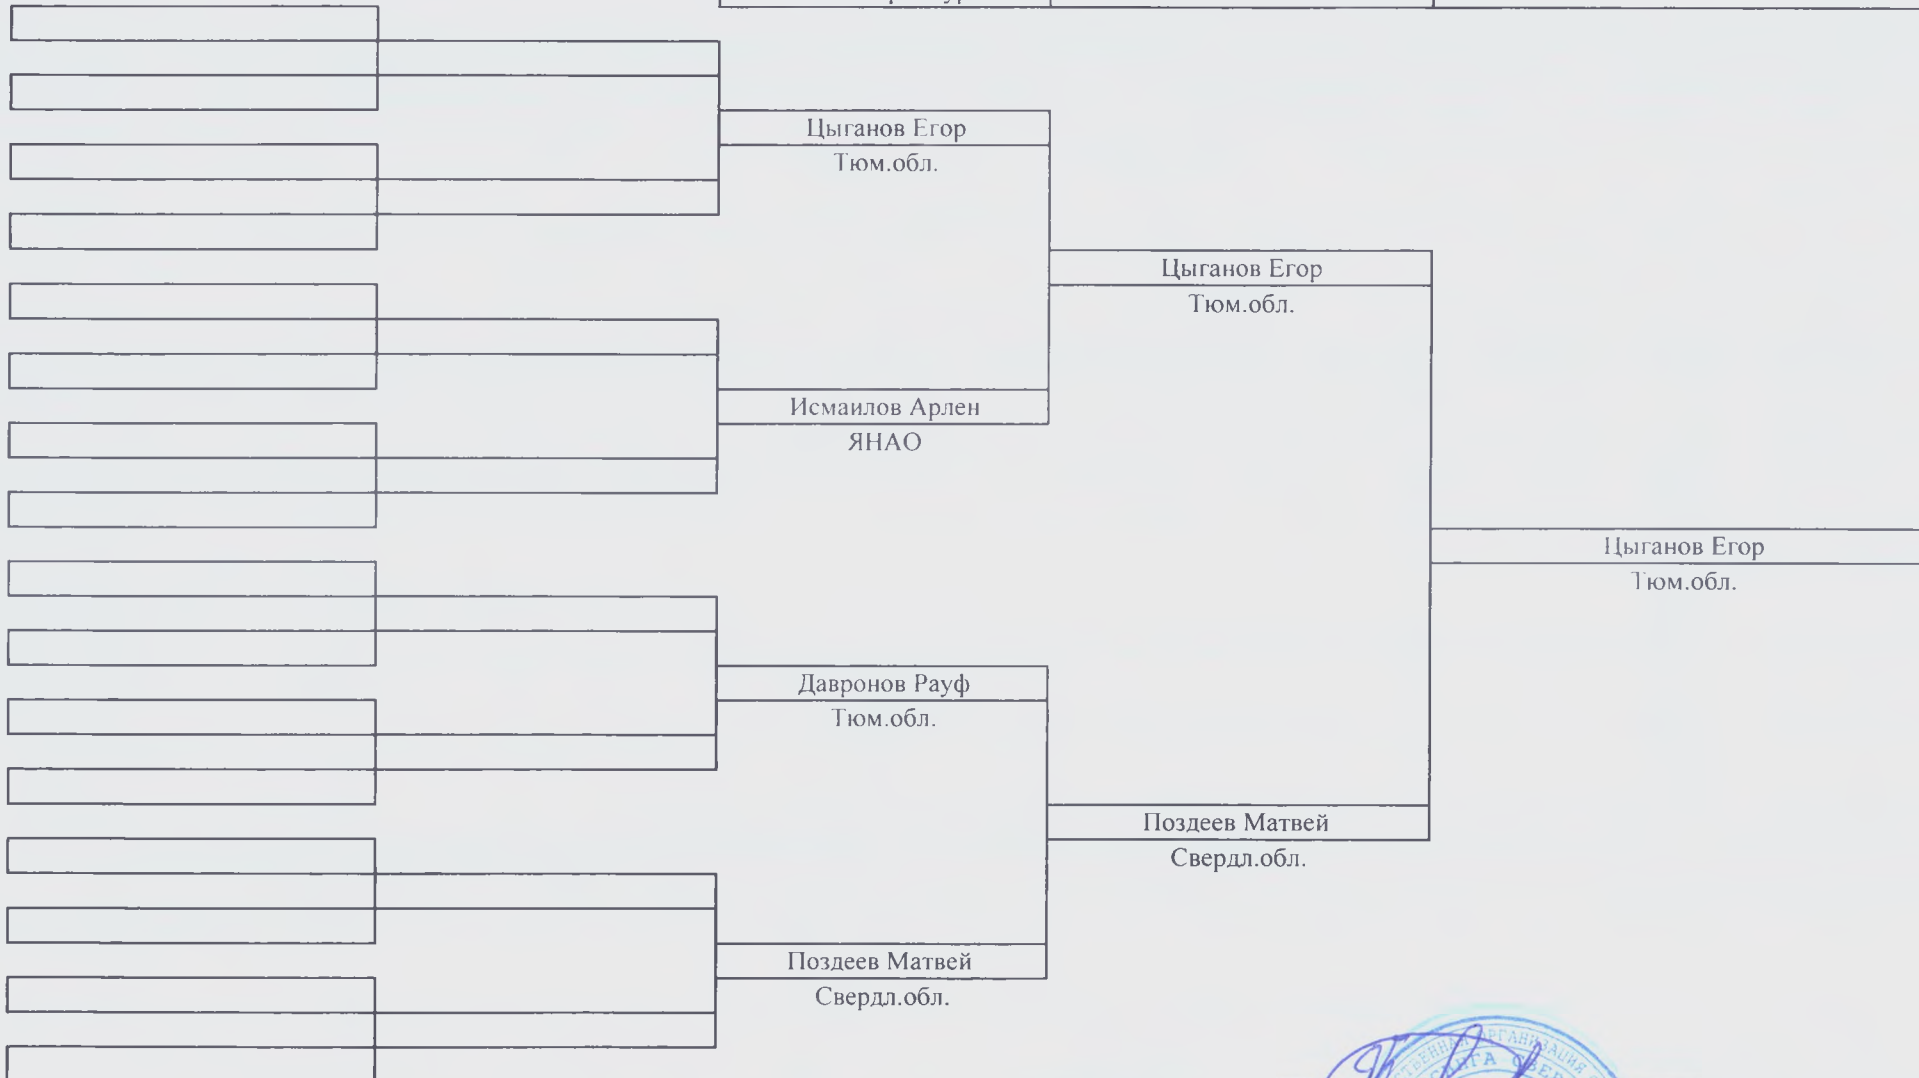 Цыганов Егор
Тюм.обл.
Цыганов Егор
Тюм.обл.
Исмаилов Арлен
ЯНАО
Цыганов Егор
Тюм.обл.
Давронов Рауф
Тюм.обл.
Поздеев Матвей
Свердл.обл.
Поздеев Матвей
Свердл.обл.